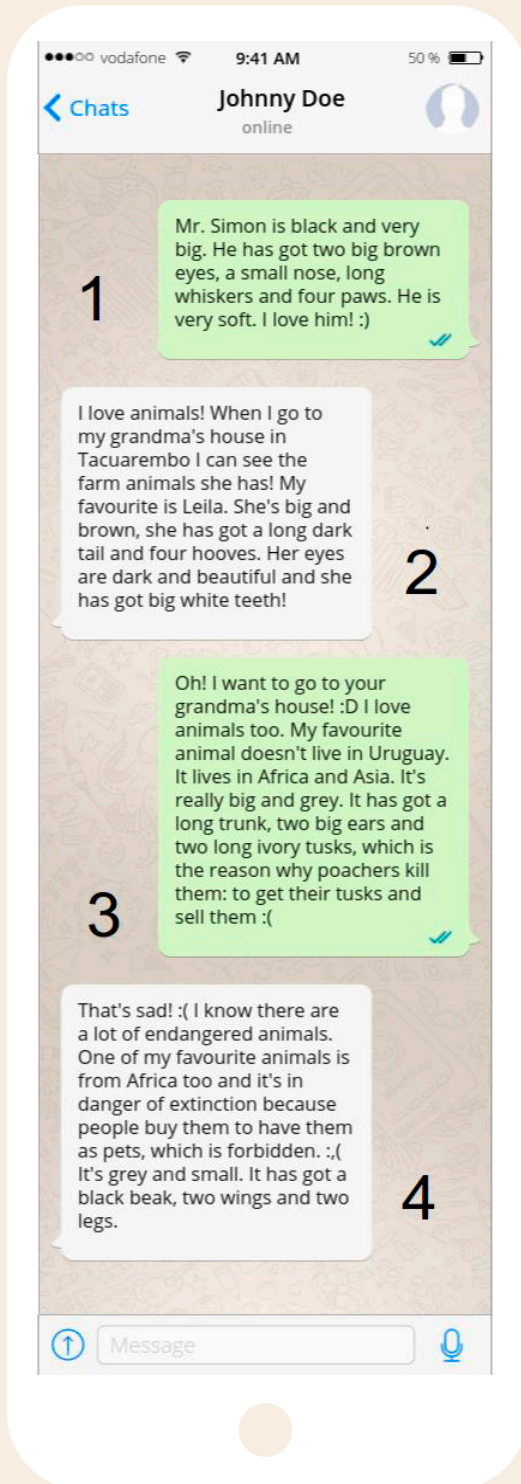 vodafone 9:41 AM 50 %
Chats Johnny Doe
online
Mr. Simon is black and very
big. He has got two big brown
eyes, a small nose, long
whiskers and four paws. He is
very soft. I love him! :)
1
I love animals! When I go to
my grandma's house in
Tacuarembo I can see the
farm animals she has! My
favourite is Leila. She's big and
brown, she has got a long dark
tail and four hooves. Her eyes
are dark and beautiful and she
has got big white teeth!
2
Oh! I want to go to your
grandma's house! :D I love
animals too. My favourite
animal doesn't live in Uruguay.
It lives in Africa and Asia. It's
really big and grey. It has got a
long trunk, two big ears and
two long ivory tusks, which is
the reason why poachers kill
them: to get their tusks and
sell them :(
3
That's sad! :( I know there are
a lot of endangered animals.
One of my favourite animals is
from Africa too and it's in
danger of extinction because
people buy them to have them
as pets, which is forbidden. :,(
It's grey and small. It has got a
black beak, two wings and two
legs.
4
Message